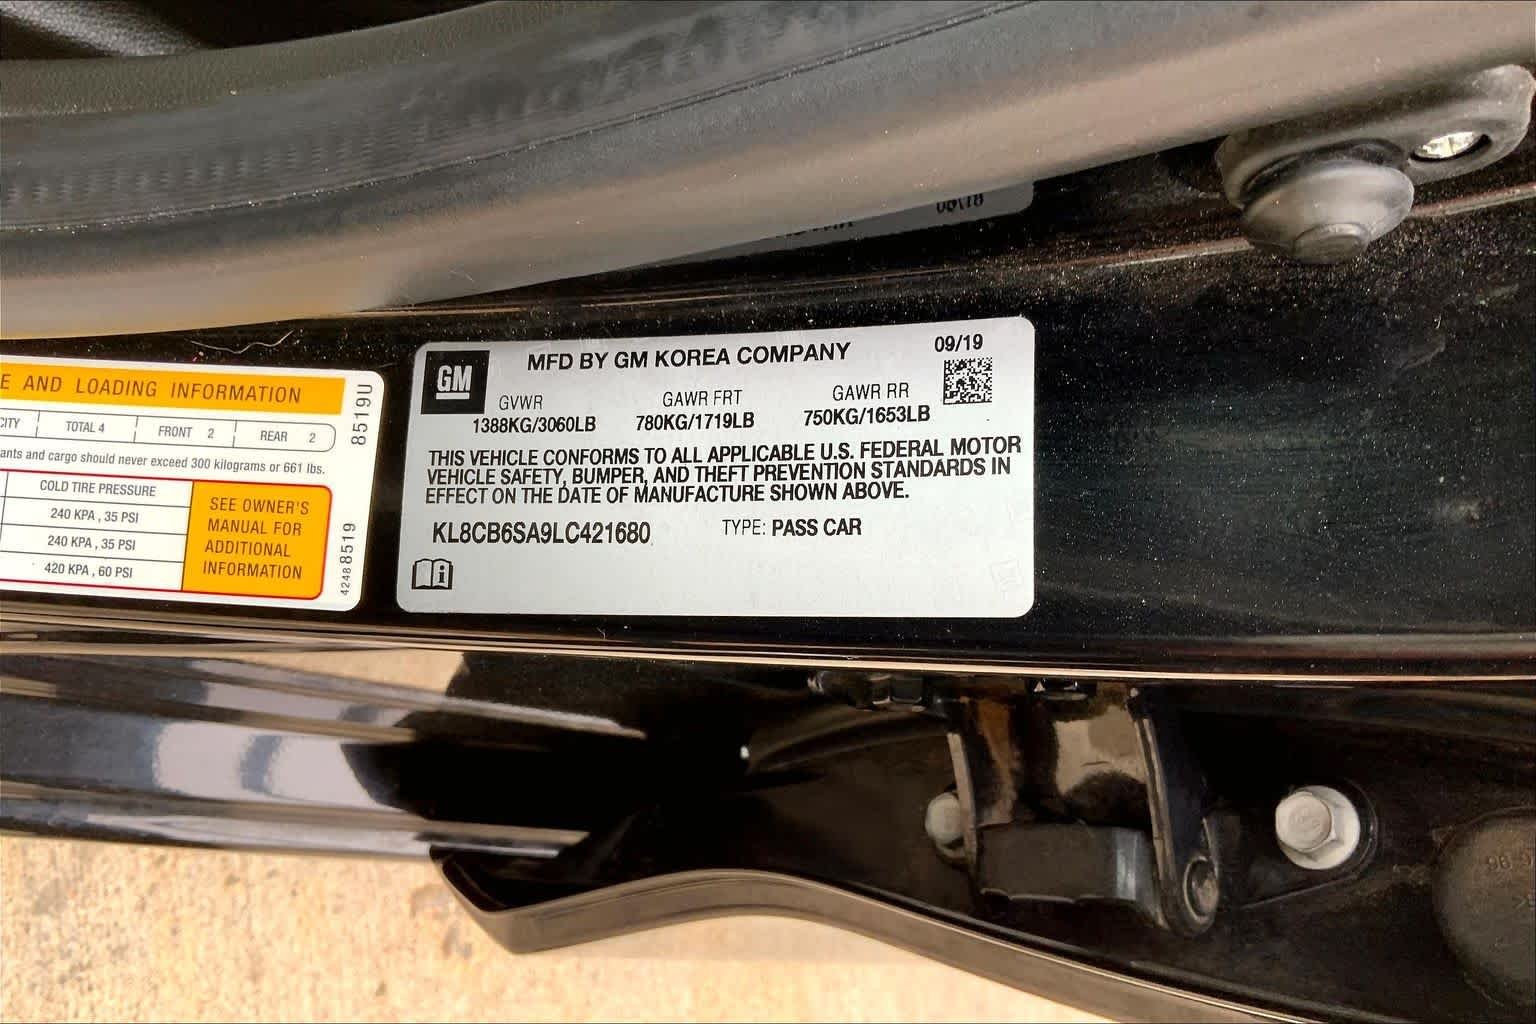 E AND LOADING INFORMATION
CITY TOTAL 4 FRONT 2 REAR 2
ants and cargo should never exceed 300 kilograms or 661 lbs.
COLD TIRE PRESSURE
240 KPA , 35 PSI
240 KPA , 35 PSI
420 KPA , 60 PSI
SEE OWNER'S
MANUAL FOR
ADDITIONAL
INFORMATION
8519U
42488519
GM
MFD BY GM KOREA COMPANY
09/19
GVWR GAWR FRT GAWR RR
1388KG/3060LB 780KG/1719LB 750KG/1653LB
THIS VEHICLE CONFORMS TO ALL APPLICABLE U.S. FEDERAL MOTOR
VEHICLE SAFETY, BUMPER, AND THEFT PREVENTION STANDARDS IN
EFFECT ON THE DATE OF MANUFACTURE SHOWN ABOVE.
KL8CB6SA9LC421680 TYPE: PASS CAR